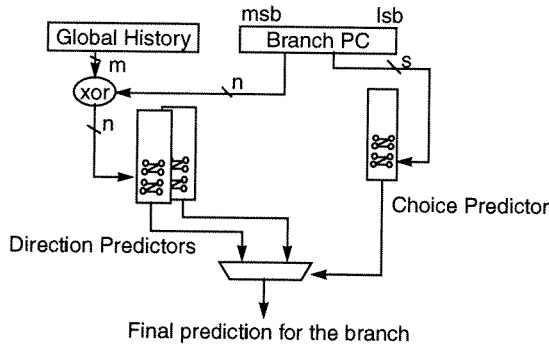 msb
lsb
Global History
Branch PC
m
s
xor
n
n
Choice Predictor
Direction Predictors
Final prediction for the branch